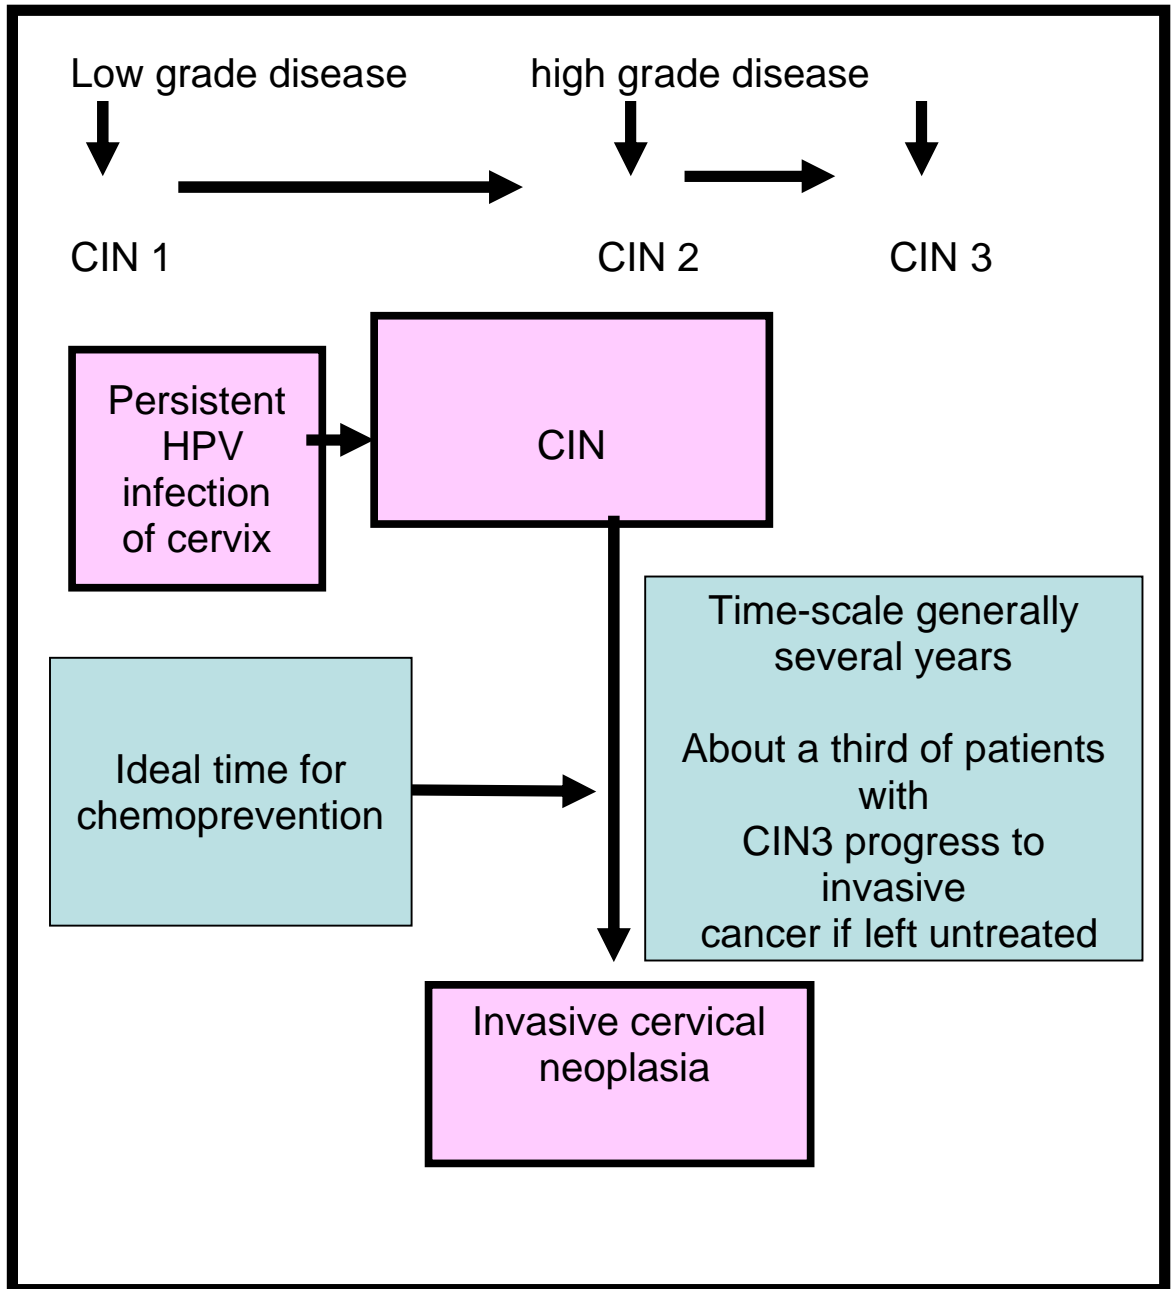 Low grade disease high grade disease
CIN 1 CIN 2 CIN 3
Persistent
HPV
infection
of cervix
CIN
Time-scale generally
several years
About a third of patients
with
CIN3 progress to
invasive
cancer if left untreated
Ideal time for
chemoprevention
Invasive cervical
neoplasia